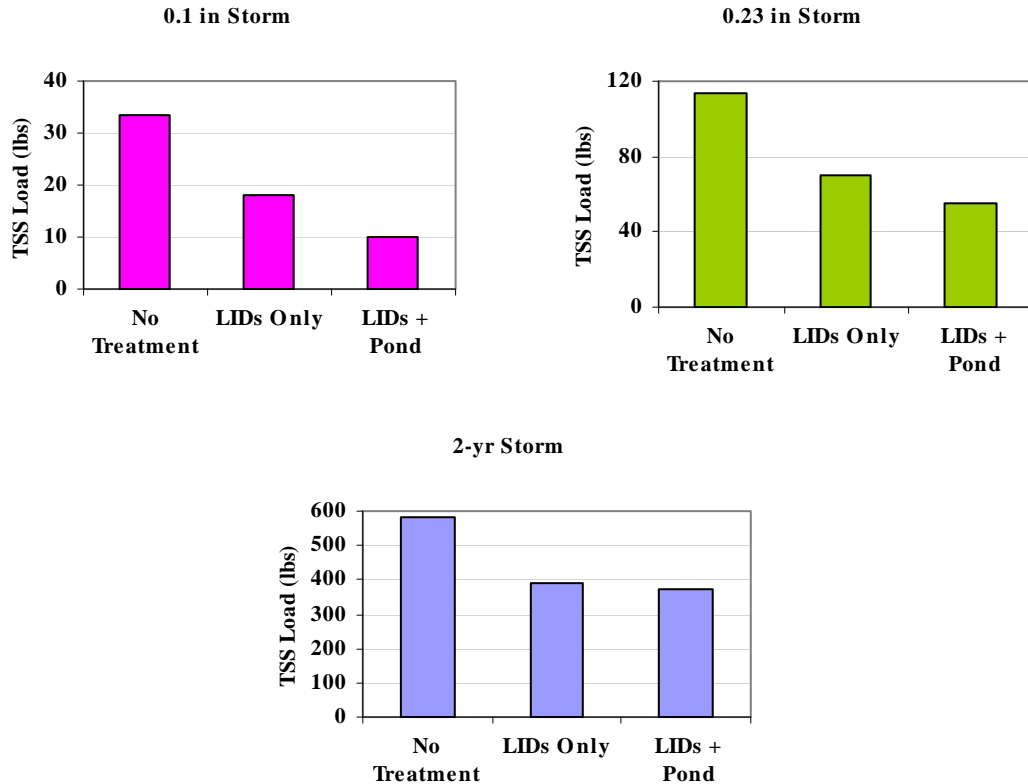 0.1 in Storm
TSS Load (lbs)
40
30
20
10
0
No
Treatment
LIDs Only
LIDs +
Pond
0.23 in Storm
TSS Load (lbs)
120
80
40
0
No
Treatment
LIDs Only
LIDs +
Pond
2-yr Storm
TSS Load (lbs)
600
500
400
300
200
100
0
No
Treatment
LIDs Only
LIDs +
Pond